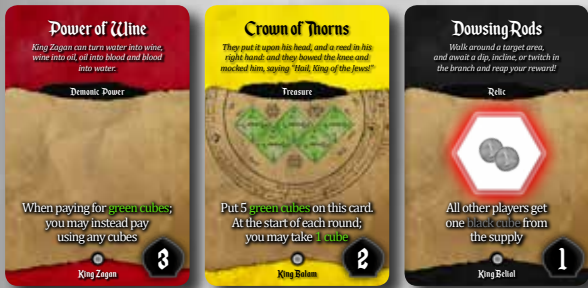 Power of Wine
King Zagan can turn water into wine,
wine into oil, oil into blood and blood
into water.
Demonic Power
When paying for green cubes;
you may instead pay
using any cubes
3
King Zagan
Crown of Thorns
They put it upon his head, and a reed in his
right hand: and they bowed the knee and
mocked him, saying "Hail, King of the Jews!"
Treasure
Put 5 green cubes on this card.
At the start of each round;
you may take 1 cube
2
King Balam
Dowsing Rods
Walk around a target area,
and await a dip, incline, or twitch in
the branch and reap your reward!
Relic
All other players get
one black cube from
the supply
1
King Belial